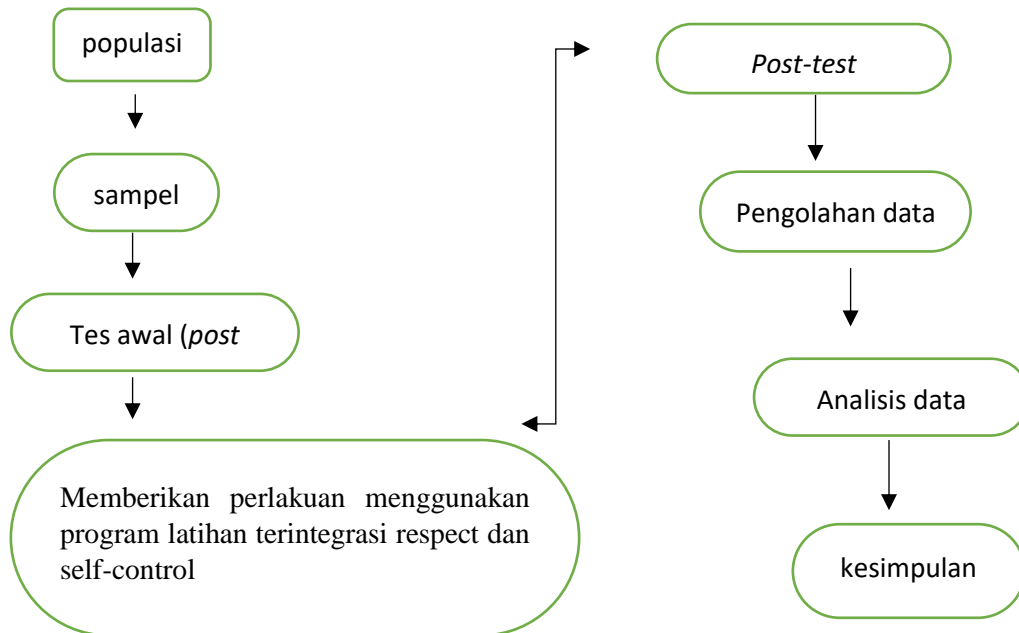 populasi
sampel
Tes awal (post
Memberikan perlakuan menggunakan
program latihan terintegrasi respect dan
self-control
Post-test
Pengolahan data
Analisis data
kesimpulan